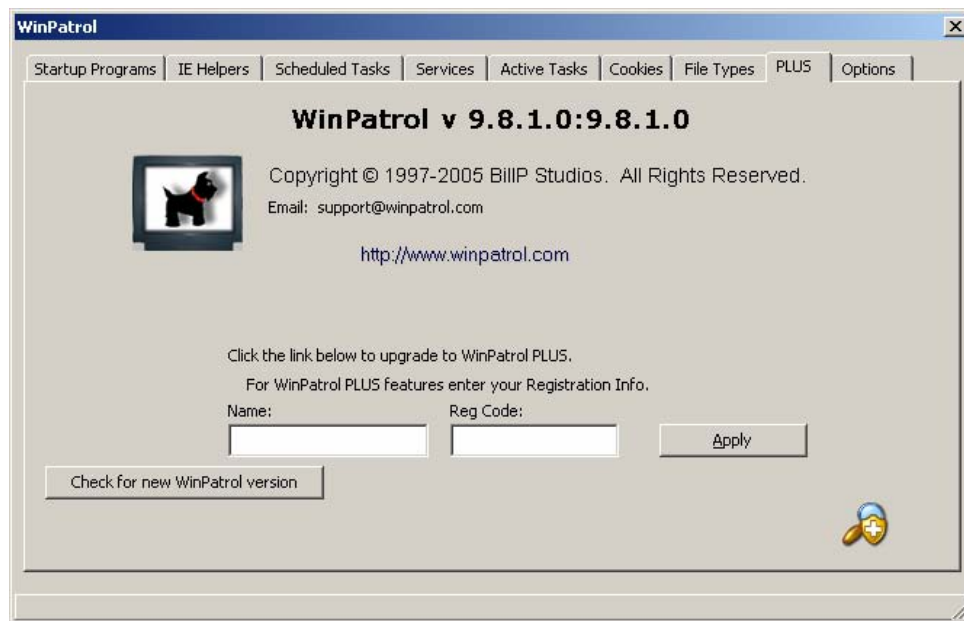 WinPatrol
Startup Programs IE Helpers Scheduled Tasks Services Active Tasks Cookies File Types PLUS Options
WinPatrol v 9.8.1.0:9.8.1.0
Copyright © 1997-2005 BillP Studios. All Rights Reserved.
Email: support@winpatrol.com
http://www.winpatrol.com
Click the link below to upgrade to WinPatrol PLUS.
For WinPatrol PLUS features enter your Registration Info.
Name: Reg Code:
Apply
Check for new WinPatrol version